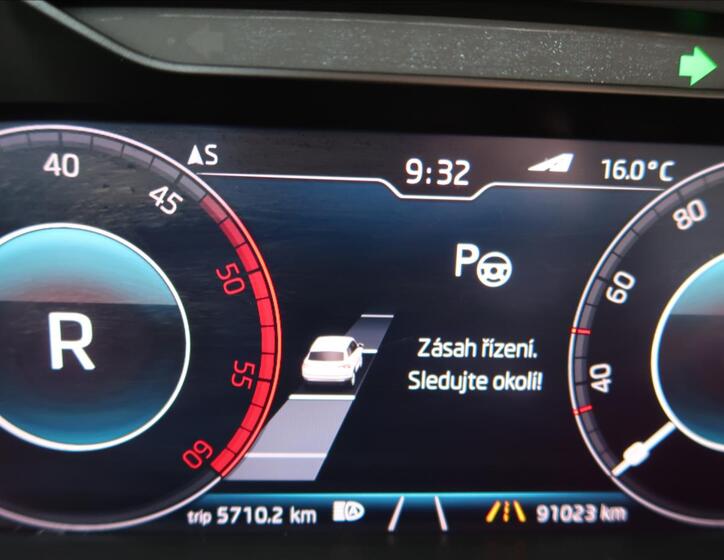 S
9:32
16.0°C
40
45
50
55
60
R
P
Zásah řízení.
Sledujte okolí!
80
60
40
trip 5710.2 km
A
91023 km